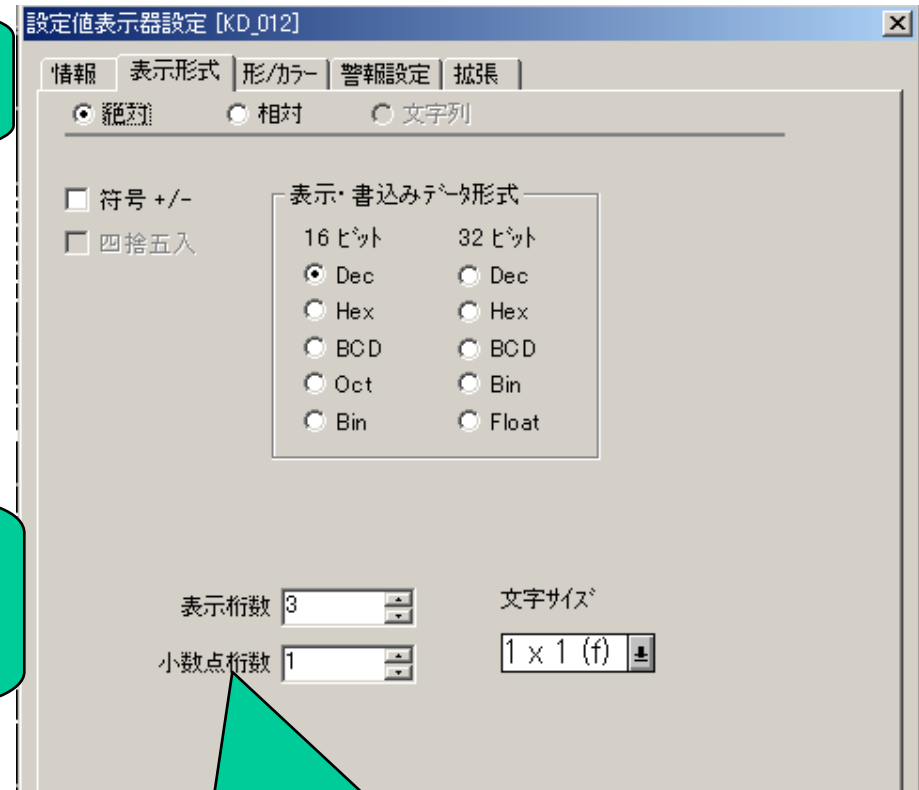 設定値表示器設定 [KD_012]
情報 表示形式 形/カラー 警報設定 拡張
絶対 相対 文字列
符号 +/-
四捨五入
表示・書込みデータ形式
16 ビット 32 ビット
Dec Dec
Hex Hex
BCD BCD
Oct Bin
Bin Float
表示桁数 3
文字サイズ
小数点桁数 1
1 x 1 (f)